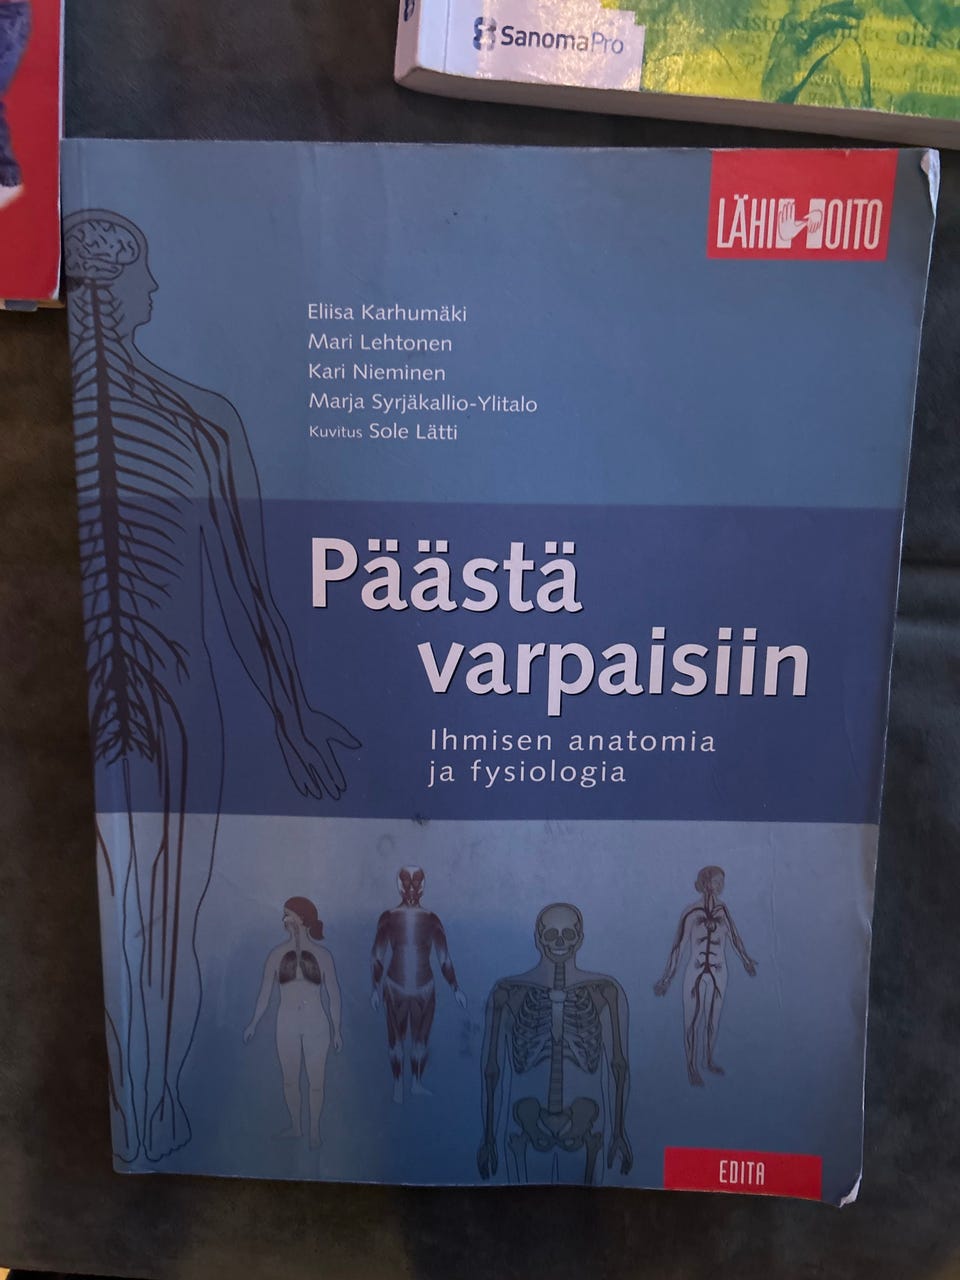 SanomaPro
LÄHIHOITO
Eliisa Karhumäki
Mari Lehtonen
Kari Nieminen
Marja Syrjäkallio-Ylitalo
Kuvitus Sole Lätti
Päästä
varpaisiin
Ihmisen anatomia
ja fysiologia
EDITA